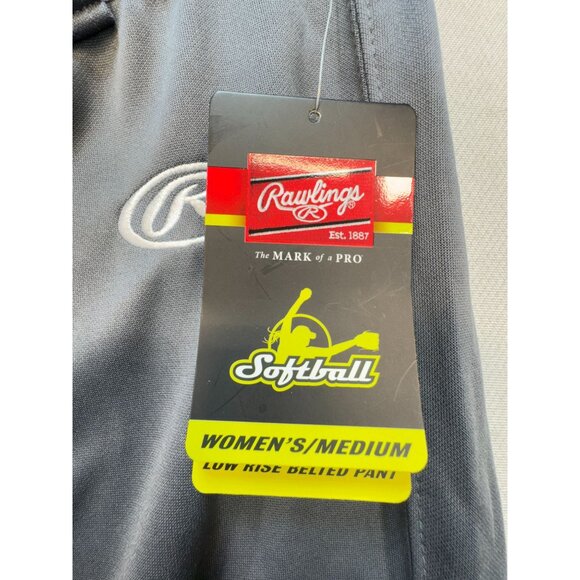 Rawlings®
R
Est. 1887
The MARK of a PRO®
Softball
WOMEN'S/MEDIUM
LOW RISE BELTED PANT
R